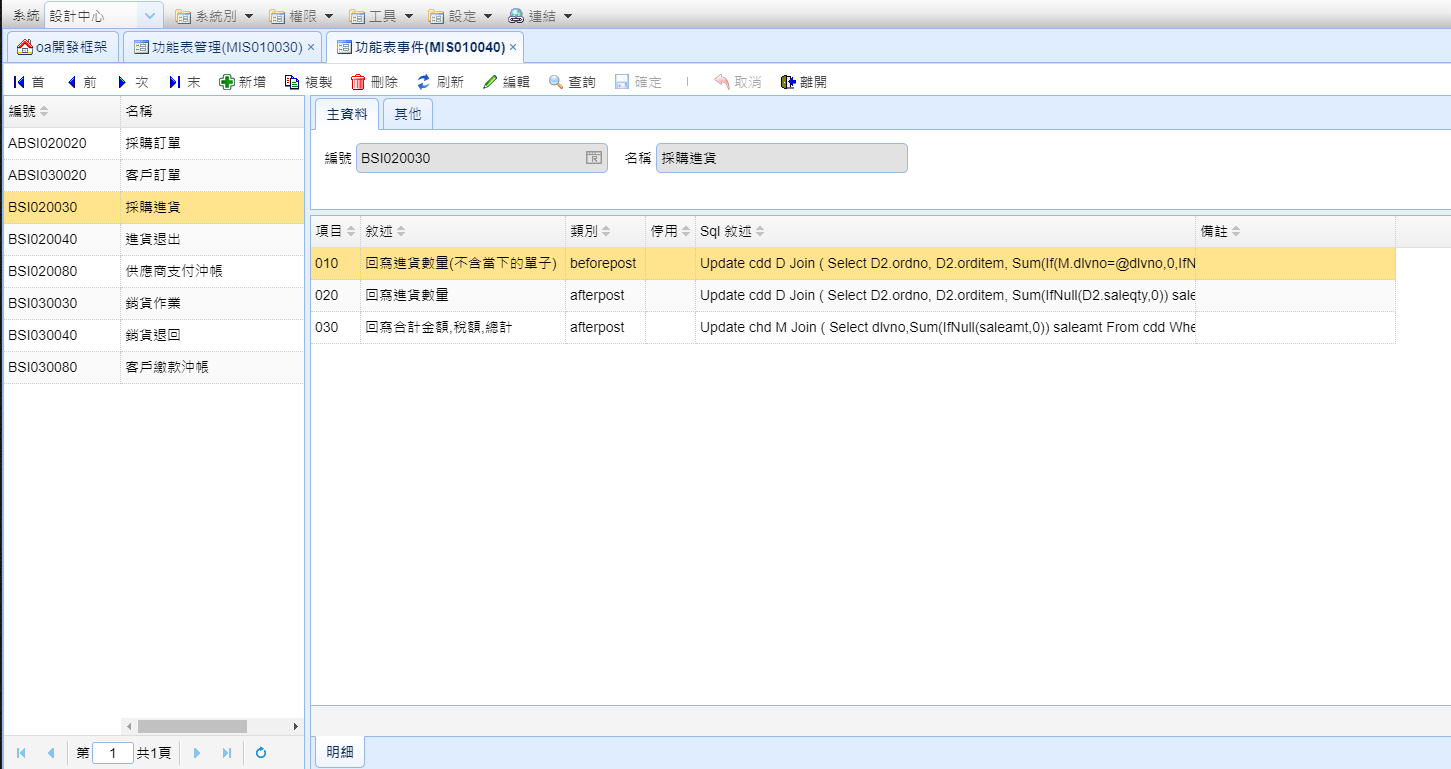 系統 設計中心 系統別 權限 工具 設定 連結
oa開發框架 功能表管理(MIS010030) × 功能表事件(MIS010040) ×
首 前 次 末 新增 複製 刪除 刷新 編輯 查詢 確定 取消 離開
編號 名稱
ABSI020020 採購訂單
ABSI030020 客戶訂單
BSI020030 採購進貨
BSI020040 進貨退出
BSI020080 供應商支付沖帳
BSI030030 銷貨作業
BSI030040 銷貨退回
BSI030080 客戶繳款沖帳
第 1 共1頁
主資料 其他
編號 BSI020030 R 名稱 採購進貨
項目 敘述 類別 停用 Sql 敘述 備註
010 回寫進貨數量(不含當下的單子) beforepost Update cdd D Join ( Select D2.ordno, D2.orditem, Sum(If(M.dlvno=@dlvno,0,IfN
020 回寫進貨數量 afterpost Update cdd D Join ( Select D2.ordno, D2.orditem, Sum(IfNull(D2.saleqty,0)) sale
030 回寫合計金額,稅額,總計 afterpost Update chd M Join ( Select dlvno,Sum(IfNull(saleamt,0)) saleamt From cdd Whe
明細